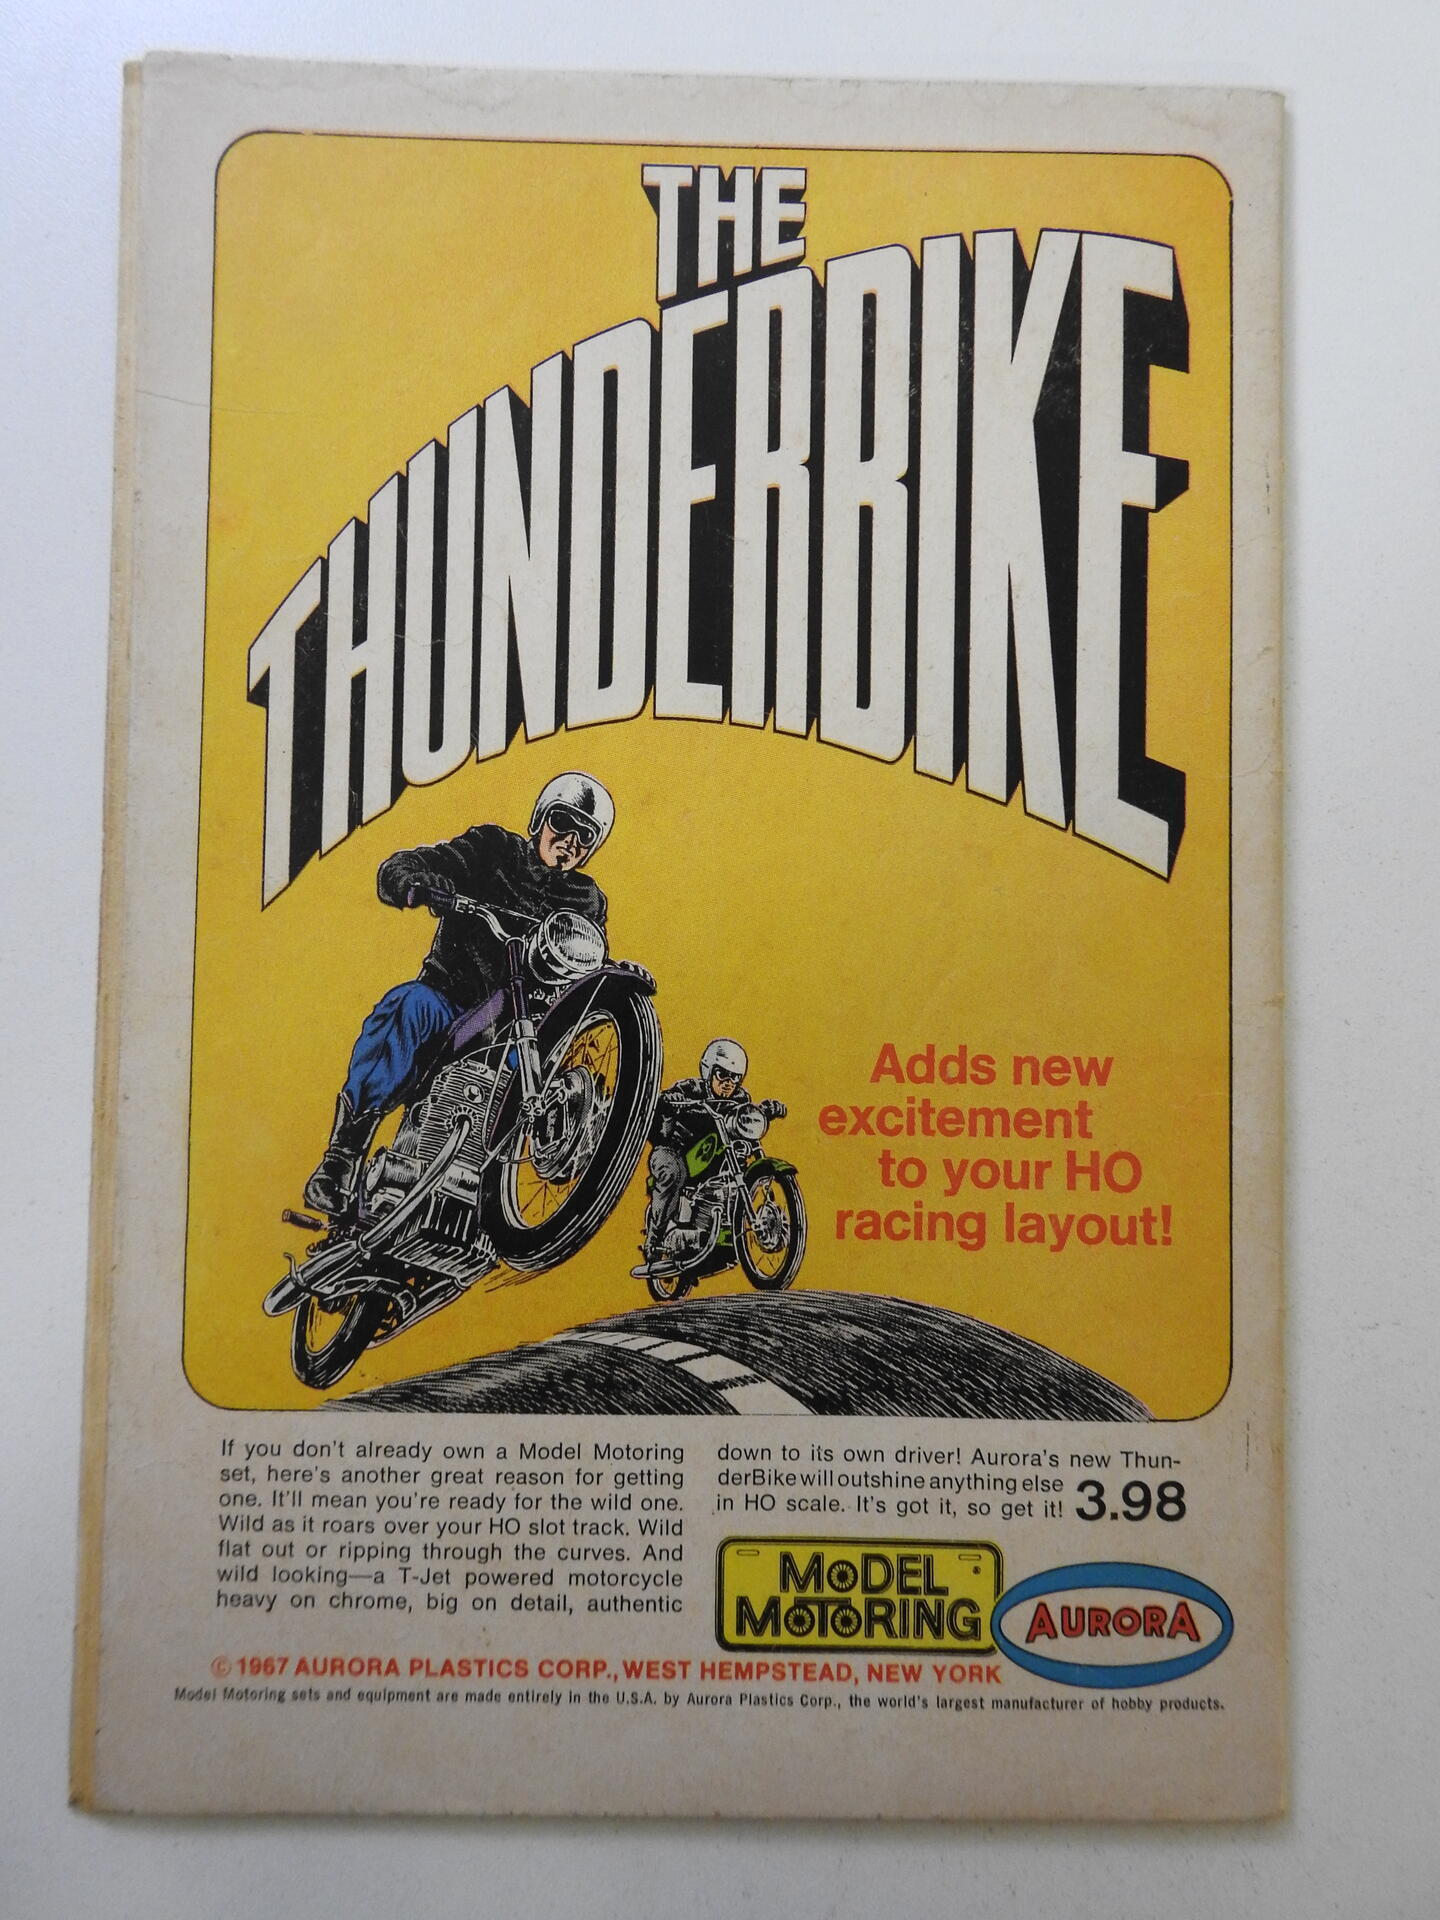 THE
THUNDERBIKE
Adds new
excitement
to your HO
racing layout!
If you don't already own a Model Motoring
set, here's another great reason for getting
one. It'll mean you're ready for the wild one.
Wild as it roars over your HO slot track. Wild
flat out or ripping through the curves. And
wild looking—a T-Jet powered motorcycle
heavy on chrome, big on detail, authentic
down to its own driver! Aurora's new Thun-
derBike will outshine anything else
in HO scale. It's got it, so get it! 3.98
MODEL
MOTORING
AURORA
© 1967 AURORA PLASTICS CORP., WEST HEMPSTEAD, NEW YORK
Model Motoring sets and equipment are made entirely in the U.S.A. by Aurora Plastics Corp., the world's largest manufacturer of hobby products.